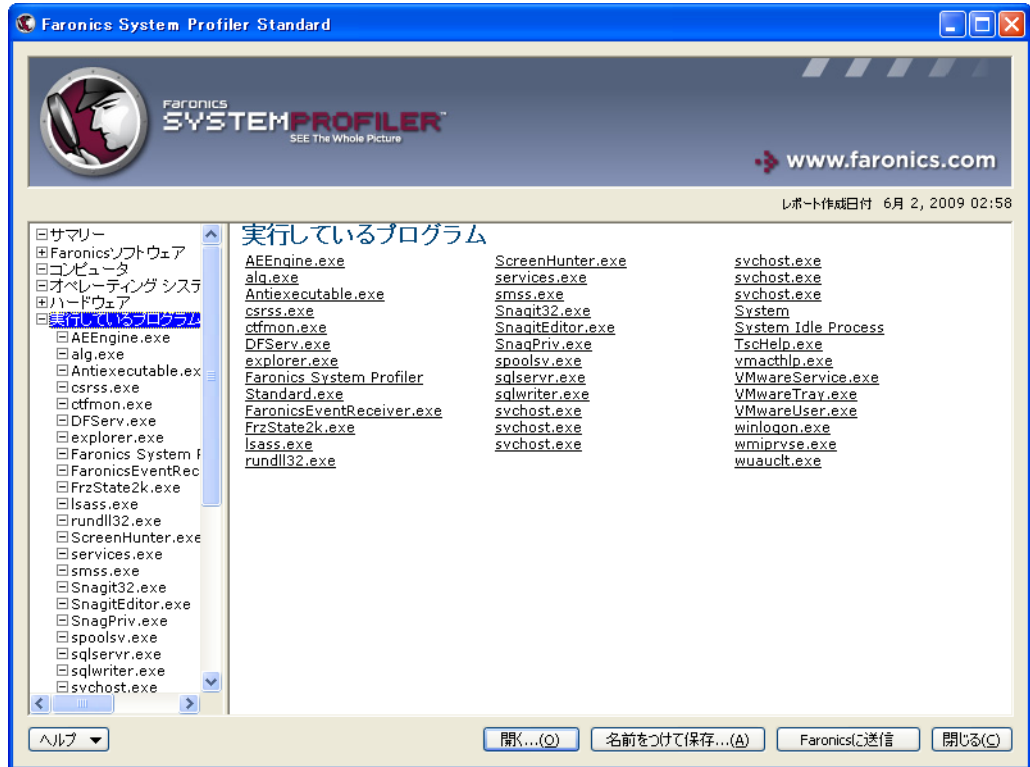 Faronics System Profiler Standard
Faronics
SYSTEMPROFILER
SEE The Whole Picture
www.faronics.com
レポート作成日付 6月 2, 2009 02:58
サマリー
Faronicsソフトウェア
コンピュータ
オペレーティング シス
ハードウェア
実行しているプログラム
AEEngine.exe
alg.exe
Antiexecutable.ex
csrss.exe
ctfmon.exe
DFServ.exe
explorer.exe
Faronics System
FaronicsEventRec
FrzState2k.exe
lsass.exe
rundll32.exe
ScreenHunter.exe
services.exe
smss.exe
Snagit32.exe
SnagitEditor.exe
SnagPriv.exe
spoolsv.exe
sqlservr.exe
sqlwriter.exe
svchost.exe
実行しているプログラム
AEEngine.exe
alg.exe
Antiexecutable.exe
csrss.exe
ctfmon.exe
DFServ.exe
explorer.exe
Faronics System Profiler
Standard.exe
FaronicsEventReceiver.exe
FrzState2k.exe
lsass.exe
rundll32.exe
ScreenHunter.exe
services.exe
smss.exe
Snagit32.exe
SnagitEditor.exe
SnagPriv.exe
spoolsv.exe
sqlservr.exe
sqlwriter.exe
svchost.exe
svchost.exe
svchost.exe
svchost.exe
svchost.exe
svchost.exe
System
System Idle Process
TscHelp.exe
vmacthlp.exe
VMwareService.exe
VMwareTray.exe
VMwareUser.exe
winlogon.exe
wmiprvse.exe
wuauclt.exe
ヘルプ
開く...(O)
名前をつけて保存...(A)
Faronicsに送信
閉じる(C)